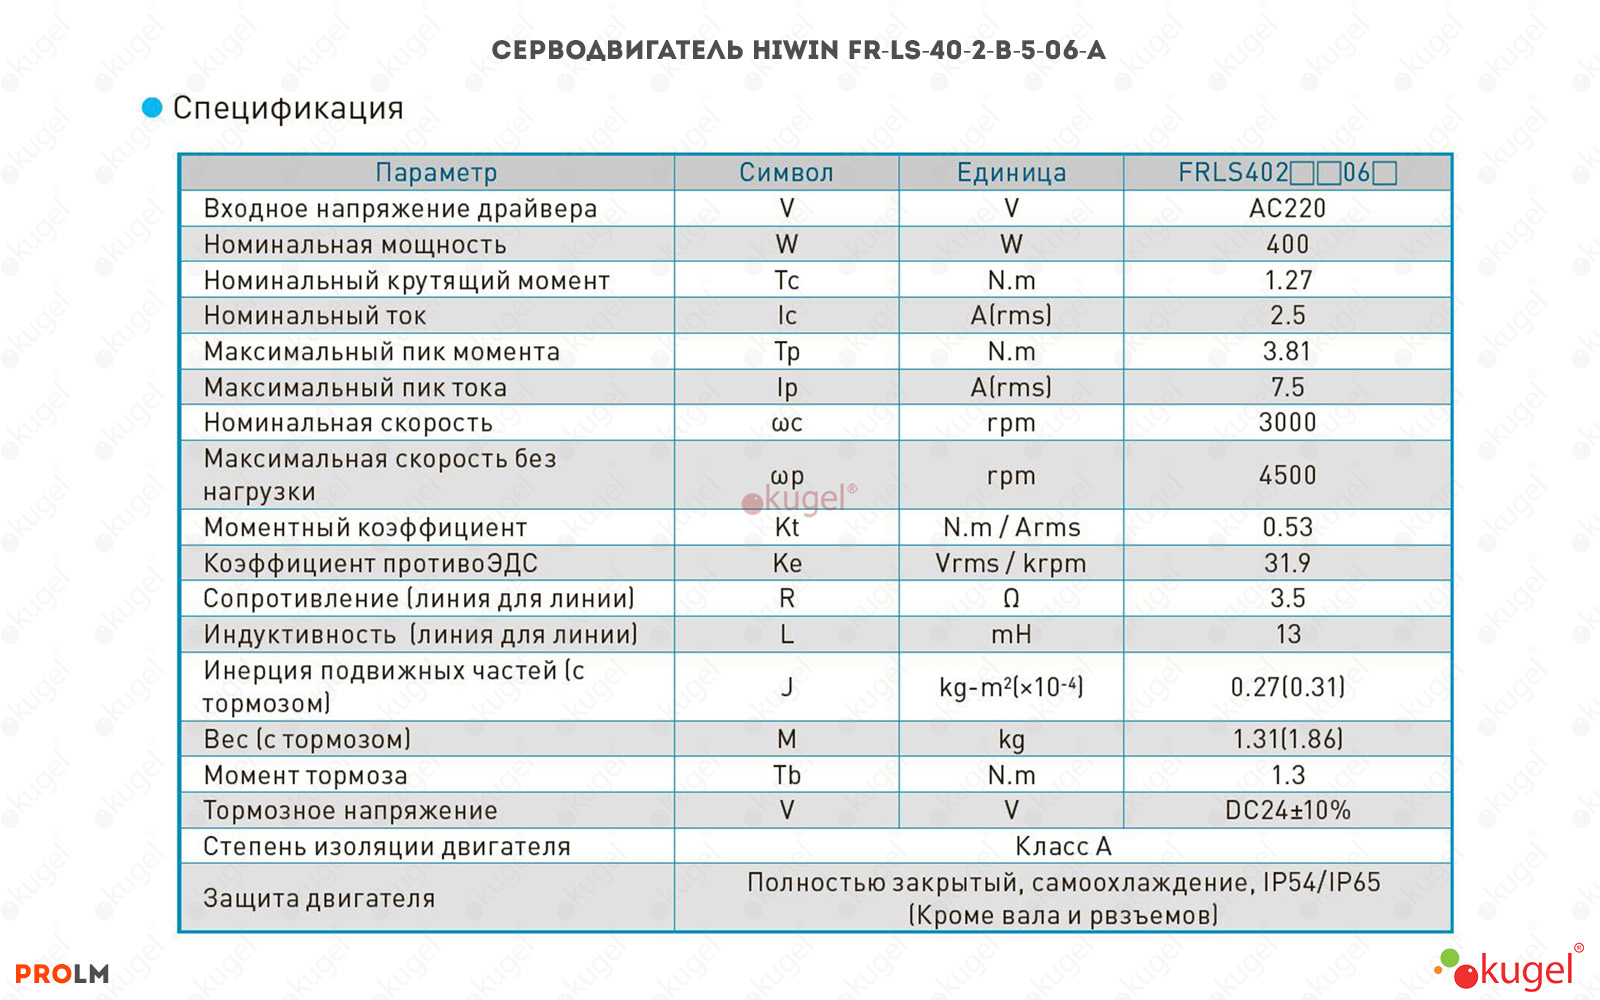 СЕРВОДВИГАТЕЛЬ HIWIN FR-LS-40-2-B-5-06-A
Спецификация
Параметр Символ Единица FRLS402□□06□
Входное напряжение драйвера V V AC220
Номинальная мощность W W 400
Номинальный крутящий момент Tc N.m 1.27
Номинальный ток Ic A(rms) 2.5
Максимальный пик момента Tp N.m 3.81
Максимальный пик тока Ip A(rms) 7.5
Номинальная скорость ωc rpm 3000
Максимальная скорость без
нагрузки ωp rpm 4500
Моментный коэффициент Kt N.m / Arms 0.53
Коэффициент противоЭДС Ke Vrms / krpm 31.9
Сопротивление (линия для линии) R Ω 3.5
Индуктивность (линия для линии) L mH 13
Инерция подвижных частей (с
тормозом) J kg-m²(×10⁻⁴) 0.27(0.31)
Вес (с тормозом) M kg 1.31(1.86)
Момент тормоза Tb N.m 1.3
Тормозное напряжение V V DC24±10%
Степень изоляции двигателя Класс A
Защита двигателя Полностью закрытый, самоохлаждение, IP54/IP65
(Кроме вала и рвзъемов)
kugel®
PROLM
kugel®